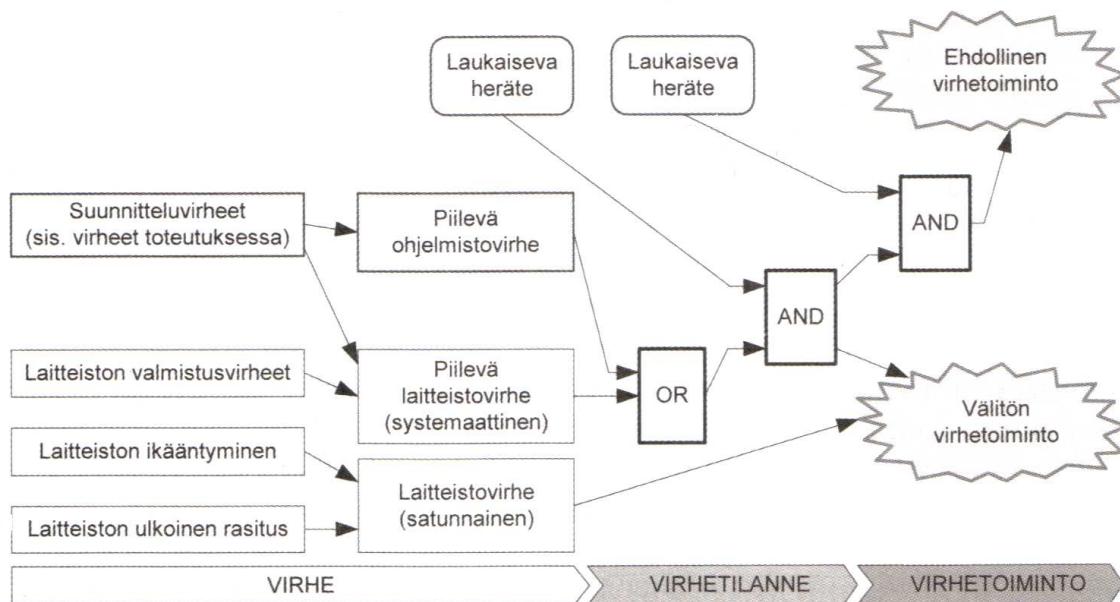 Laukaiseva
heräte
Laukaiseva
heräte
Ehdollinen
virhetoiminto
Suunnitteluvirheet
(sis. virheet toteutuksessa)
Piilevä
ohjelmistovirhe
AND
AND
Laitteiston valmistusvirheet
Piilevä
laitteistovirhe
(systemaattinen)
OR
Välitön
virhetoiminto
Laitteiston ikääntyminen
Laitteistovirhe
(satunnainen)
Laitteiston ulkoinen rasitus
VIRHE
VIRHETILANNE
VIRHETOIMINTO